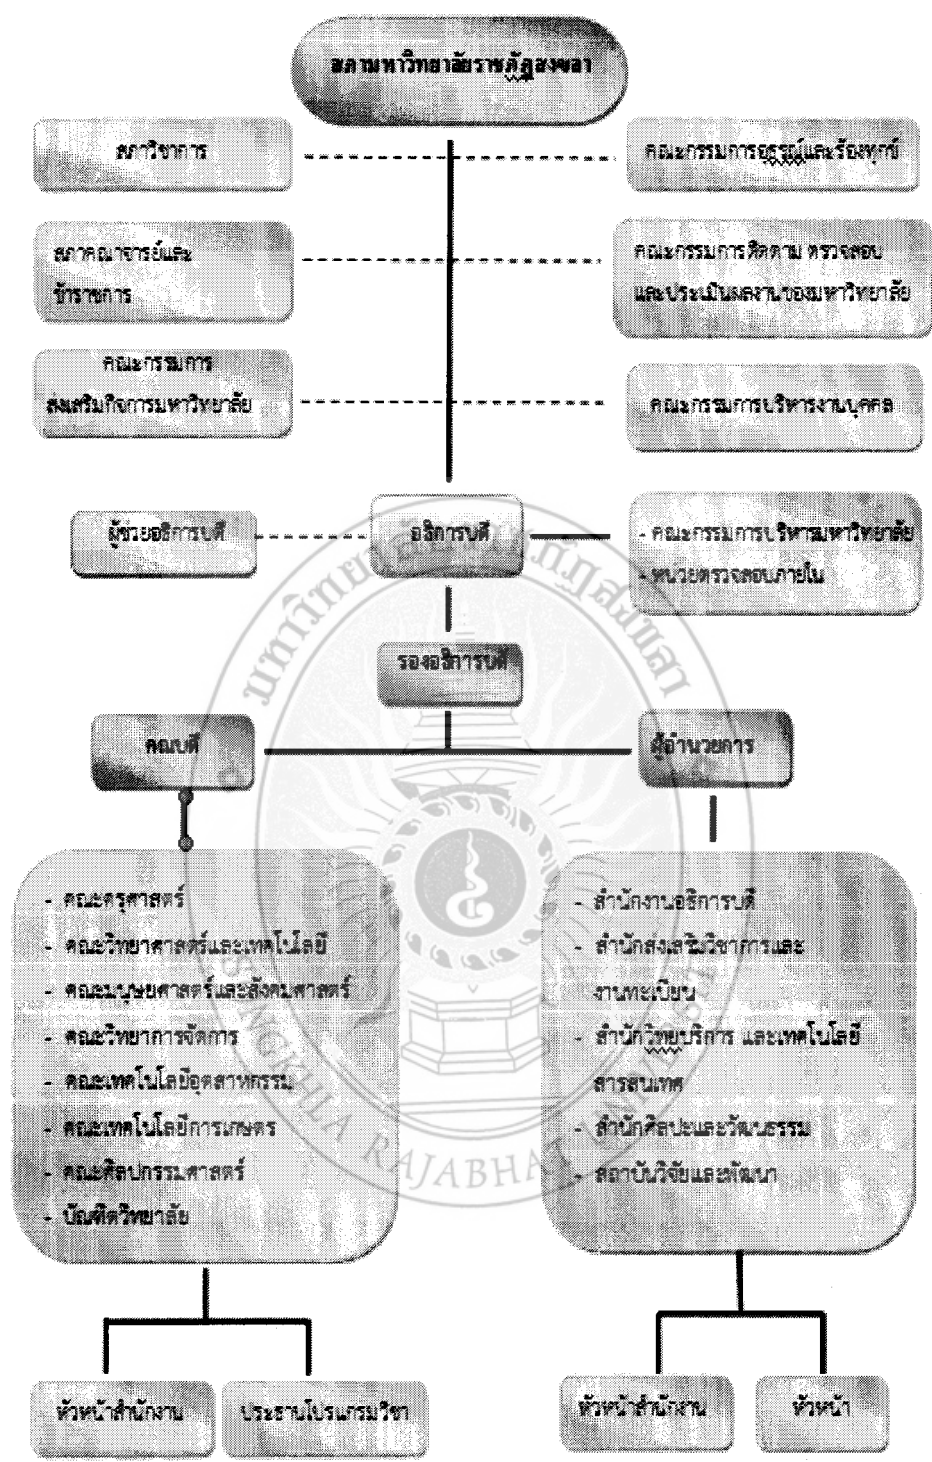 สภามหาวิทยาลัยราชภัฏสงขลา
สภาวิชาการ
คณะกรรมการอุธรณ์และร้องทุกข์
สภาคณาจารย์และ
ข้าราชการ
คณะกรรมการติดตาม ตรวจสอบ
และประเมินผลงานของมหาวิทยาลัย
คณะกรรมการ
ส่งเสริมกิจการมหาวิทยาลัย
คณะกรรมการบริหารงานบุคคล
ผู้ช่วยอธิการบดี
อธิการบดี
- คณะกรรมการบริหารมหาวิทยาลัย
- หน่วยตรวจสอบภายใน
รองอธิการบดี
คณบดี
ผู้อำนวยการ
- คณะครุศาสตร์
- คณะวิทยาศาสตร์และเทคโนโลยี
- คณะมนุษยศาสตร์และสังคมศาสตร์
- คณะวิทยาการจัดการ
- คณะเทคโนโลยีอุตสาหกรรม
- คณะเทคโนโลยีการเกษตร
- คณะศิลปกรรมศาสตร์
- บัณฑิตวิทยาลัย
- สำนักงานอธิการบดี
- สำนักส่งเสริมวิชาการและ
งานทะเบียน
- สำนักวิทยบริการ และเทคโนโลยี
สารสนเทศ
- สำนักศิลปะและวัฒนธรรม
- สถาบันวิจัยและพัฒนา
หัวหน้าสำนักงาน
ประธานโปรแกรมวิชา
หัวหน้าสำนักงาน
หัวหน้า
มหาวิทยาลัยราชภัฏสงขลา
SONGKHLA RAJABHAT UNIVERSITY